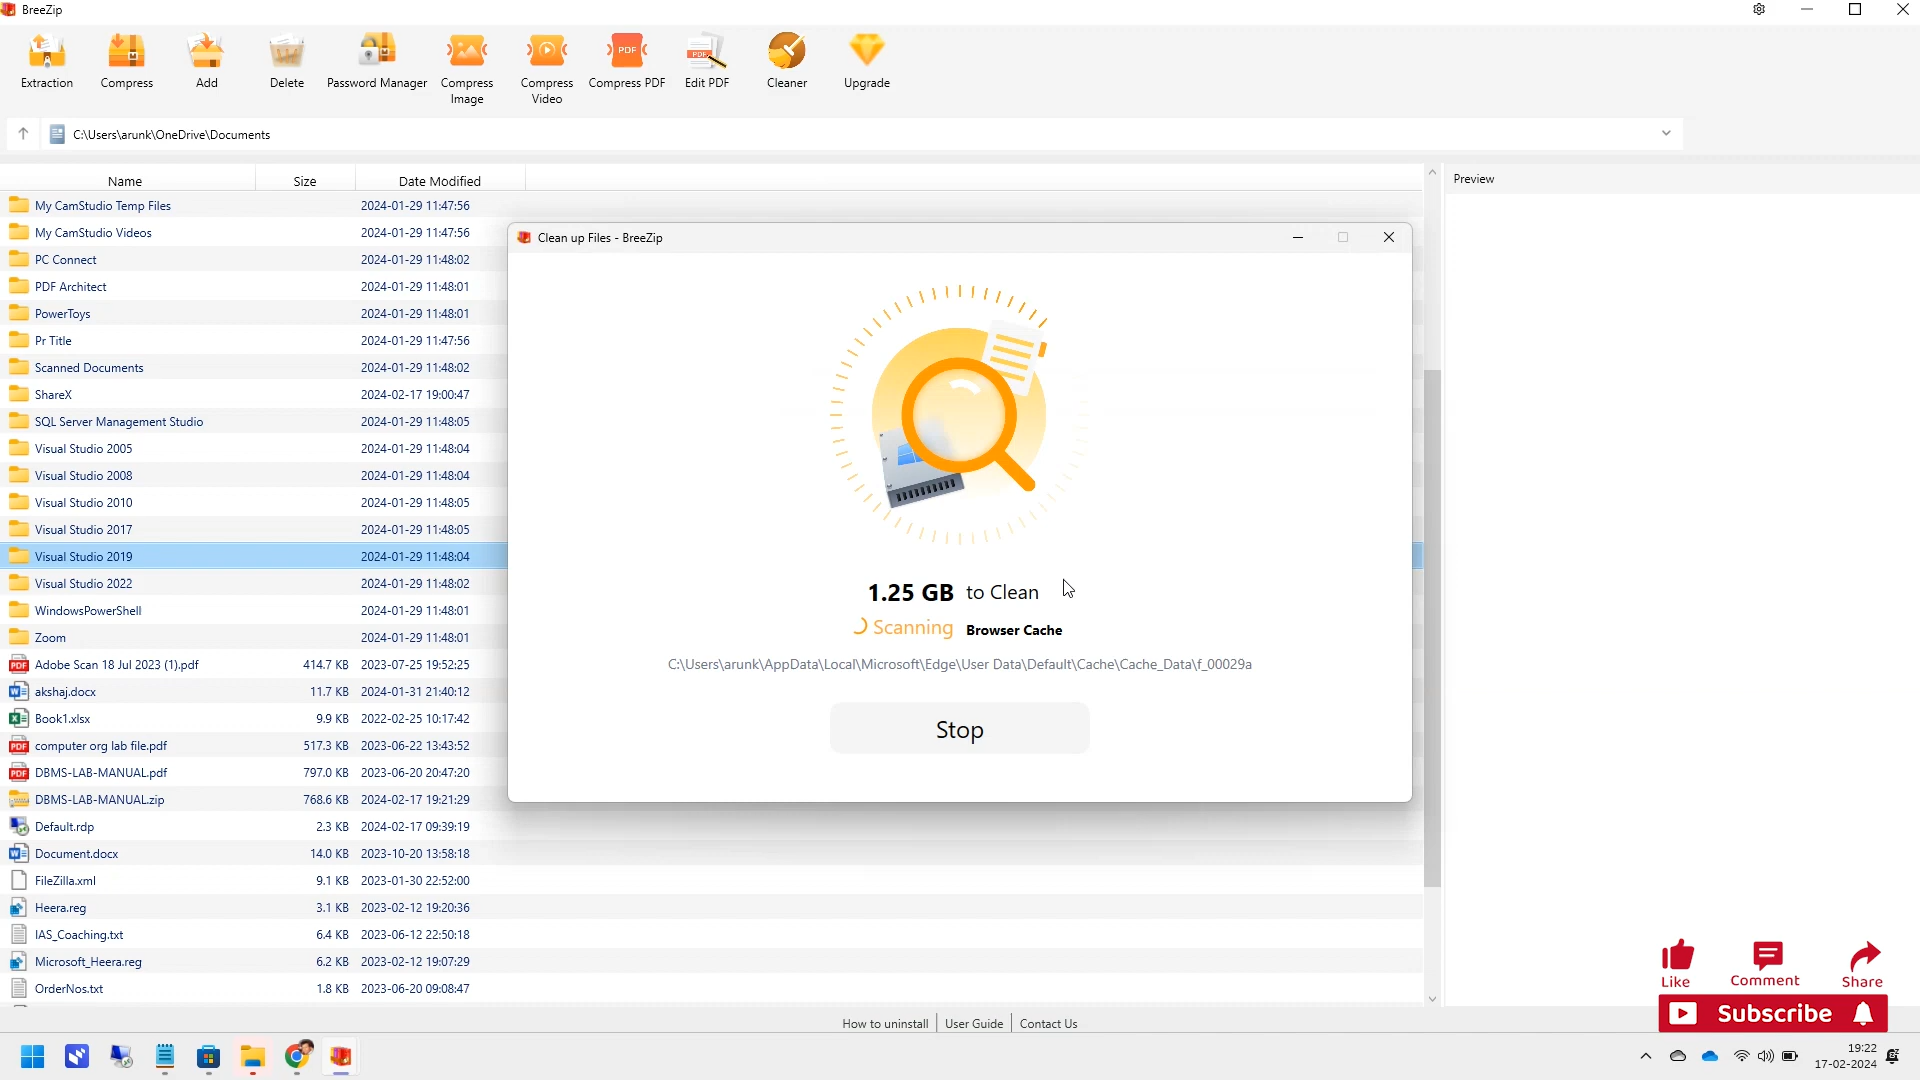 BreeZip
Extraction
Compress
Add
Delete
Password Manager
Compress
Image
Compress
Video
Compress PDF
Edit PDF
Cleaner
Upgrade
C:\Users\arunk\OneDrive\Documents
Name Size Date Modified
Preview
My CamStudio Temp Files 2024-01-29 11:47:56
My CamStudio Videos 2024-01-29 11:47:56
PC Connect 2024-01-29 11:48:02
PDF Architect 2024-01-29 11:48:01
PowerToys 2024-01-29 11:48:01
Pr Title 2024-01-29 11:47:56
Scanned Documents 2024-01-29 11:48:02
ShareX 2024-02-17 19:00:47
SQL Server Management Studio 2024-01-29 11:48:05
Visual Studio 2005 2024-01-29 11:48:04
Visual Studio 2008 2024-01-29 11:48:04
Visual Studio 2010 2024-01-29 11:48:05
Visual Studio 2017 2024-01-29 11:48:05
Visual Studio 2019 2024-01-29 11:48:04
Visual Studio 2022 2024-01-29 11:48:02
WindowsPowerShell 2024-01-29 11:48:01
Zoom 2024-01-29 11:48:01
Adobe Scan 18 Jul 2023 (1).pdf 414.7 KB 2023-07-25 19:52:25
akshaj.docx 11.7 KB 2024-01-31 21:40:12
Book1.xlsx 9.9 KB 2022-02-25 10:17:42
computer org lab file.pdf 517.3 KB 2023-06-22 13:43:52
DBMS-LAB-MANUAL.pdf 797.0 KB 2023-06-20 20:47:20
DBMS-LAB-MANUAL.zip 768.6 KB 2024-02-17 19:21:29
Default.rdp 2.3 KB 2024-02-17 09:39:19
Document.docx 14.0 KB 2023-10-20 13:58:18
FileZilla.xml 9.1 KB 2023-01-30 22:52:00
Heera.reg 3.1 KB 2023-02-12 19:20:36
IAS_Coaching.txt 6.4 KB 2023-06-12 22:50:18
Microsoft_Heera.reg 6.2 KB 2023-02-12 19:07:29
OrderNos.txt 1.8 KB 2023-06-20 09:08:47
Clean up Files - BreeZip
1.25 GB to Clean
Scanning Browser Cache
C:\Users\arunk\AppData\Local\Microsoft\Edge\User Data\Default\Cache\Cache_Data\f_00029a
Stop
Like Comment Share
Subscribe
How to uninstall User Guide Contact Us
19:22
17-02-2024